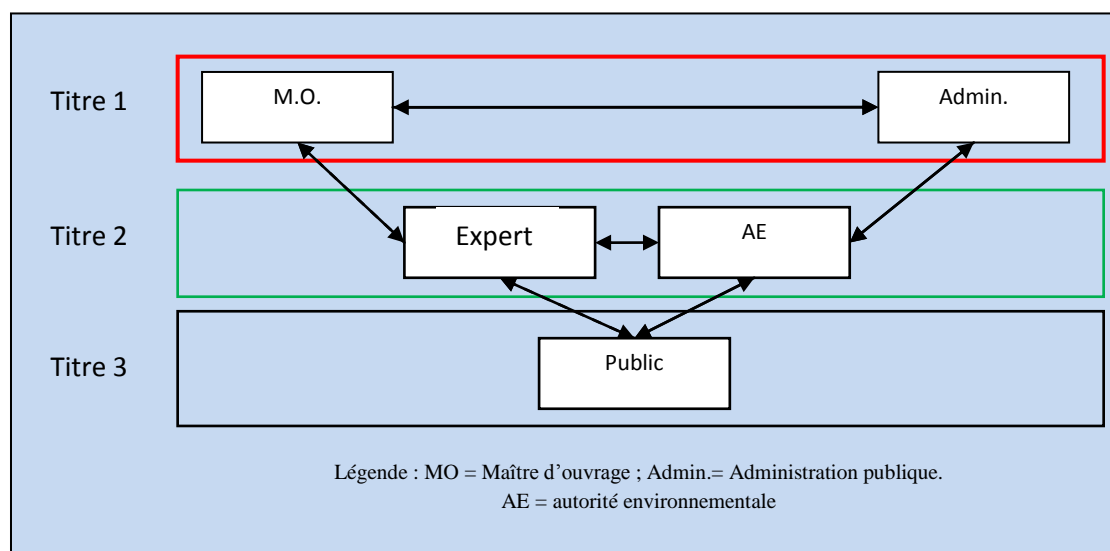 Titre 1
M.O.
Admin.
Titre 2
Expert
AE
Titre 3
Public
Légende : MO = Maître d’ouvrage ; Admin.= Administration publique.
AE = autorité environnementale